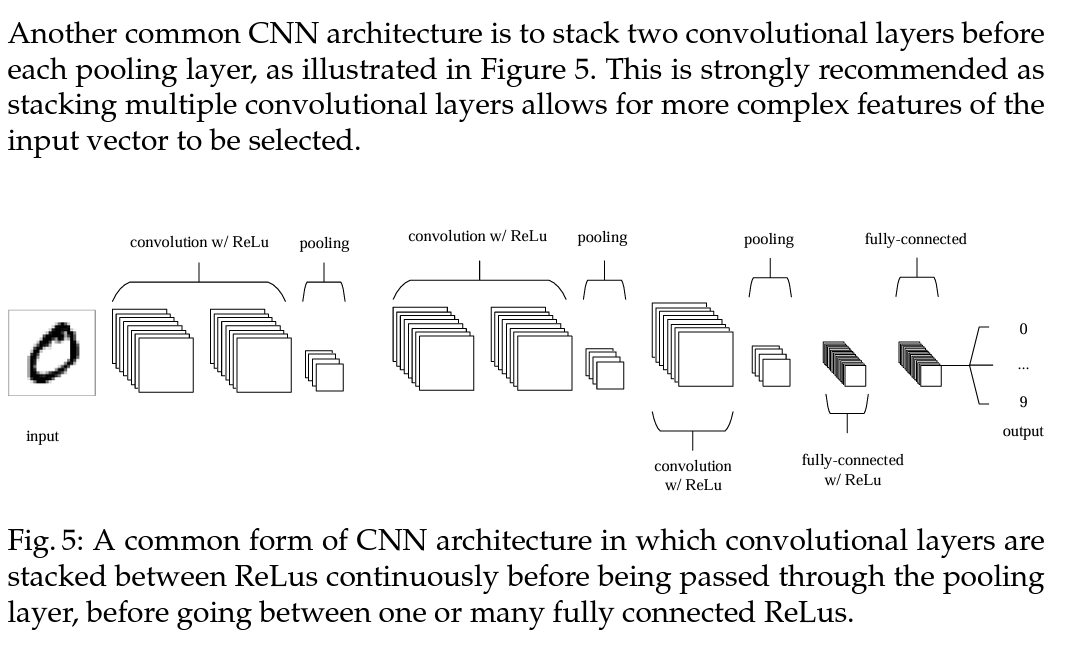 Another common CNN architecture is to stack two convolutional layers before
each pooling layer, as illustrated in Figure 5. This is strongly recommended as
stacking multiple convolutional layers allows for more complex features of the
input vector to be selected.
convolution w/ ReLu
pooling
convolution w/ ReLu
pooling
pooling
fully-connected
0
...
9
output
input
convolution
w/ ReLu
fully-connected
w/ ReLu
Fig. 5: A common form of CNN architecture in which convolutional layers are
stacked between ReLus continuously before being passed through the pooling
layer, before going between one or many fully connected ReLus.